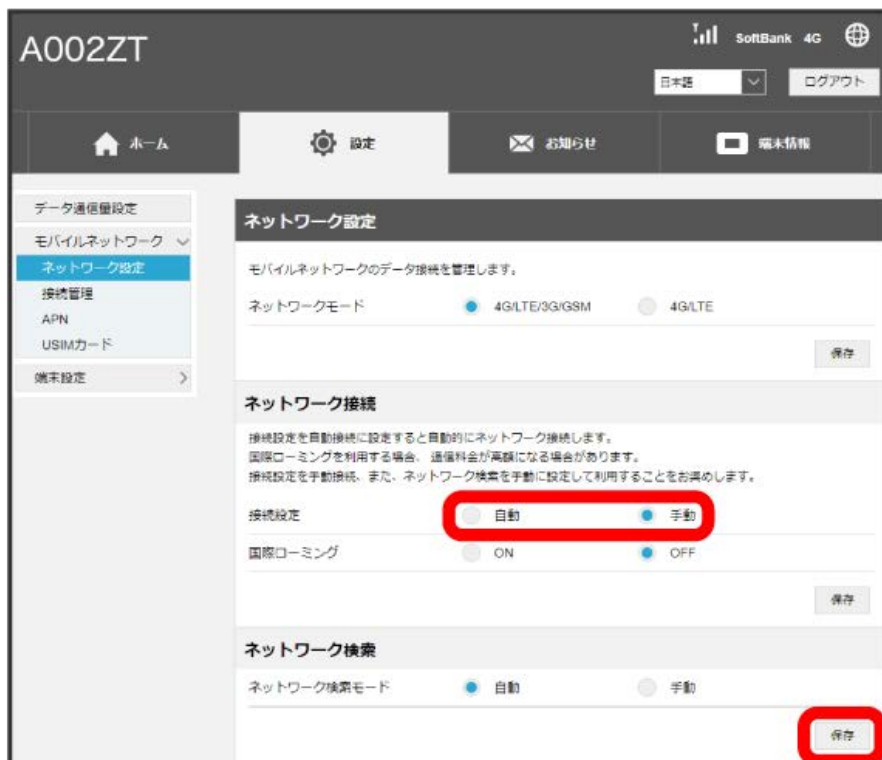 A002ZT
SoftBank 4G
日本語
ログアウト
ホーム
設定
お知らせ
端末情報
データ通信量設定
モバイルネットワーク
ネットワーク設定
接続管理
APN
USIMカード
端末設定
ネットワーク設定
モバイルネットワークのデータ接続を管理します。
ネットワークモード 4G/LTE/3G/GSM 4G/LTE
保存
ネットワーク接続
接続設定を自動接続に設定すると自動的にネットワーク接続します。
国際ローミングを利用する場合、通信料金が高額になる場合があります。
接続設定を手動接続、また、ネットワーク検索を手動に設定して利用することをお奨めします。
接続設定 自動 手動
国際ローミング ON OFF
保存
ネットワーク検索
ネットワーク検索モード 自動 手動
保存